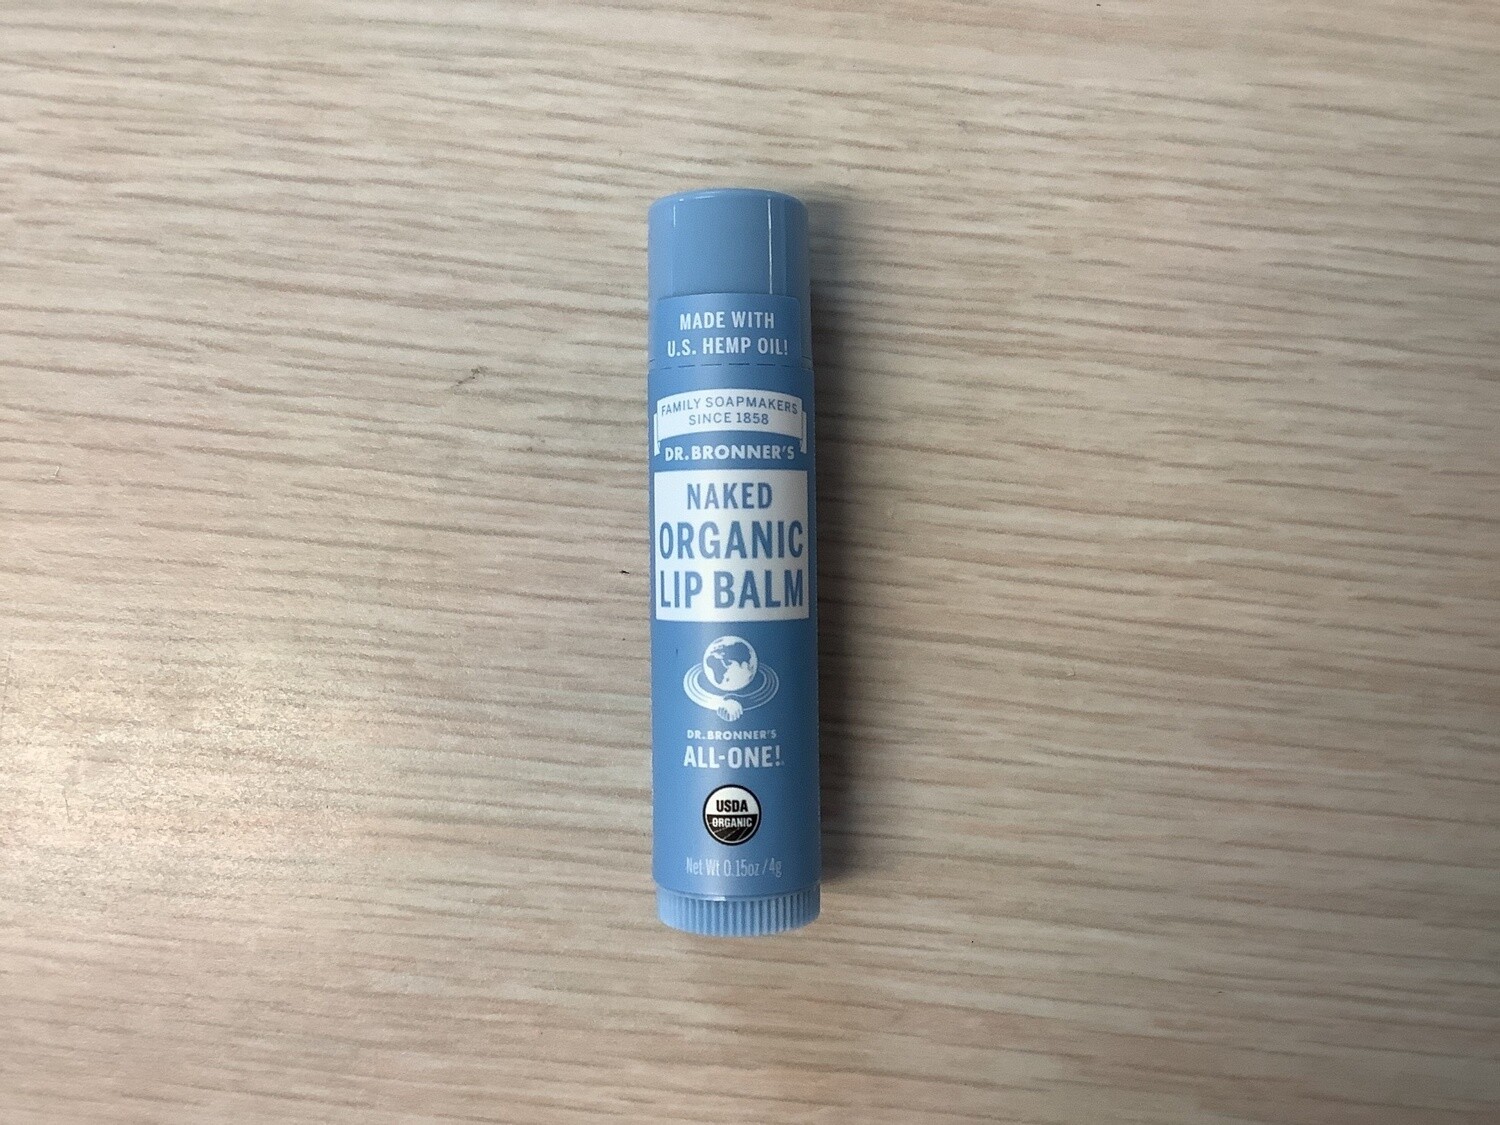 MADE WITH
U.S. HEMP OIL!
FAMILY SOAPMAKERS
SINCE 1858
DR. BRONNER'S
NAKED
ORGANIC
LIP BALM
DR. BRONNER'S
ALL-ONE!
USDA
ORGANIC
Net Wt 0.15oz / 4g